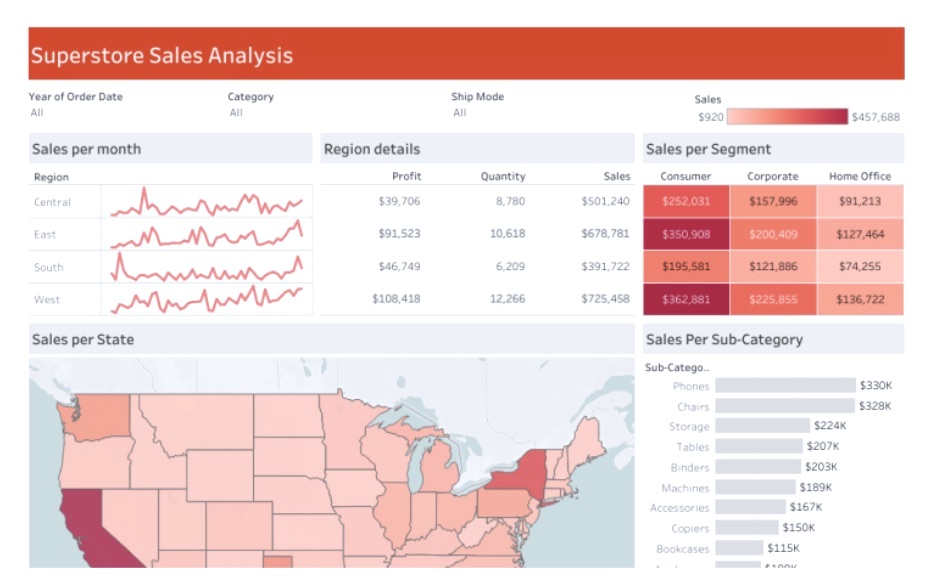 Superstore Sales Analysis
Year of Order Date
All
Category
All
Ship Mode
All
Sales
$920 $457,688
Sales per month
Region
Central
East
South
West
Region details
Profit Quantity Sales
$39,706 8,780 $501,240
$91,523 10,618 $678,781
$46,749 6,209 $391,722
$108,418 12,266 $725,458
Sales per Segment
Consumer Corporate Home Office
$252,031 $157,996 $91,213
$350,908 $200,409 $127,464
$195,581 $121,886 $74,255
$362,881 $225,855 $136,722
Sales per State
Sales Per Sub-Category
Sub-Catego..
Phones $330K
Chairs $328K
Storage $224K
Tables $207K
Binders $203K
Machines $189K
Accessories $167K
Copiers $150K
Bookcases $115K